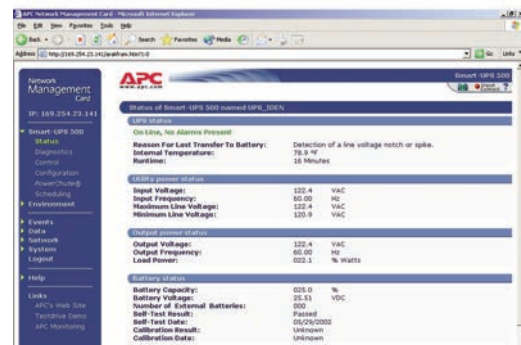 APC Network Management Card - Microsoft Internet Explorer
File Edit View Favorites Tools Help
Back Search Favorites Media
Address Links
Network
Management
Card
IP: 169.254.23.141
Smart-UPS 500
Status
Diagnostics
Control
Configuration
PowerChute®
Scheduling
Environment
Events
Data
Network
System
Logout
Help
Links
APC's Web Site
Testdrive Demo
APC Monitoring
APC
www.apc.com
Smart-UPS 500
?
Status of Smart-UPS 500 named UPS_IDEN
UPS status
On Line, No Alarms Present
Reason For Last Transfer To Battery: Detection of a line voltage notch or spike.
Internal Temperature: 78.9 °F
Runtime: 16 Minutes
Utility power status
Input Voltage: 122.4 VAC
Input Frequency: 60.00 Hz
Maximum Line Voltage: 122.4 VAC
Minimum Line Voltage: 120.9 VAC
Output power status
Output Voltage: 122.4 VAC
Output Frequency: 60.00 Hz
Load Power: 022.1 % Watts
Battery status
Battery Capacity: 025.0 %
Battery Voltage: 25.51 VDC
Number of External Batteries: 000
Self-Test Result: Passed
Self-Test Date: 05/29/2002
Calibration Result: Unknown
Calibration Date: Unknown